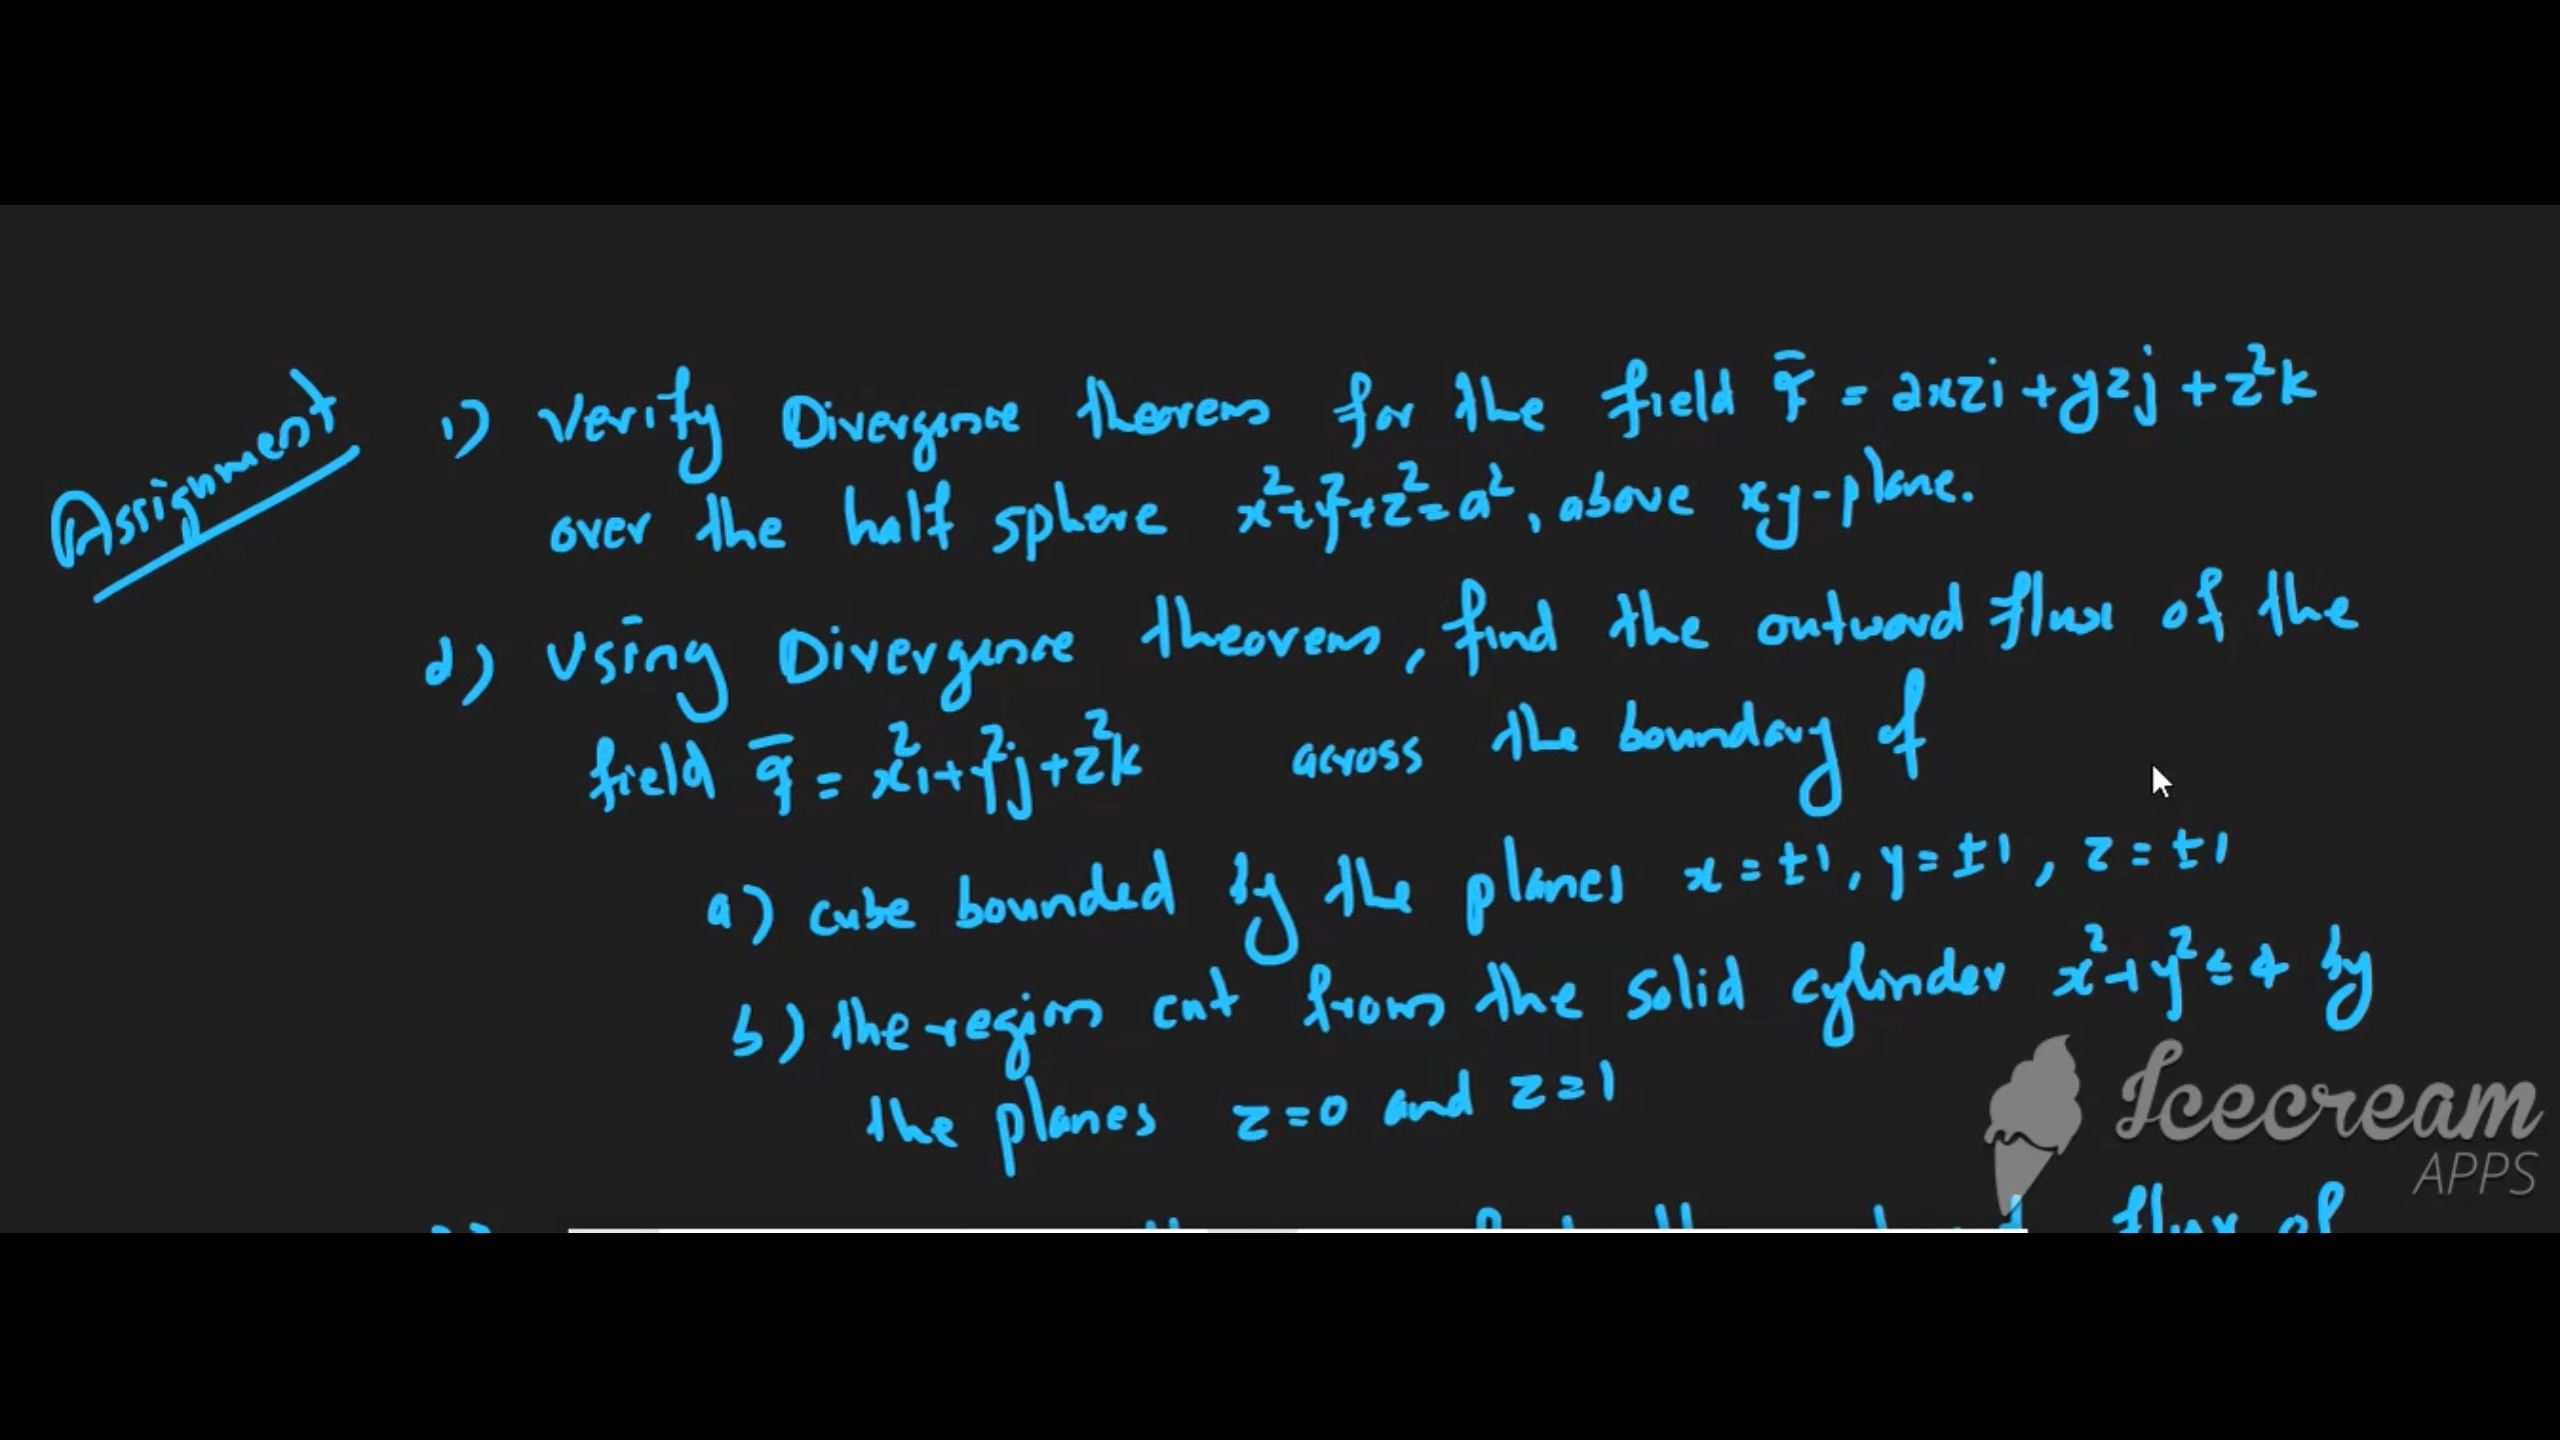 Assignment
1) Verify Divergence theorem for the field q̄ = 2xzi + yzj + z²k
over the half sphere x²+y²+z²=a², above xy-plane.
2) Using Divergence theorem, find the outward flux of the
field q̄ = x²i+y²j+z²k across the boundary of
a) cube bounded by the planes x=±1, y=±1, z=±1
b) the region cut from the solid cylinder x²+y²≤4 by
the planes z=0 and z=1
flux of
Icecream
APPS